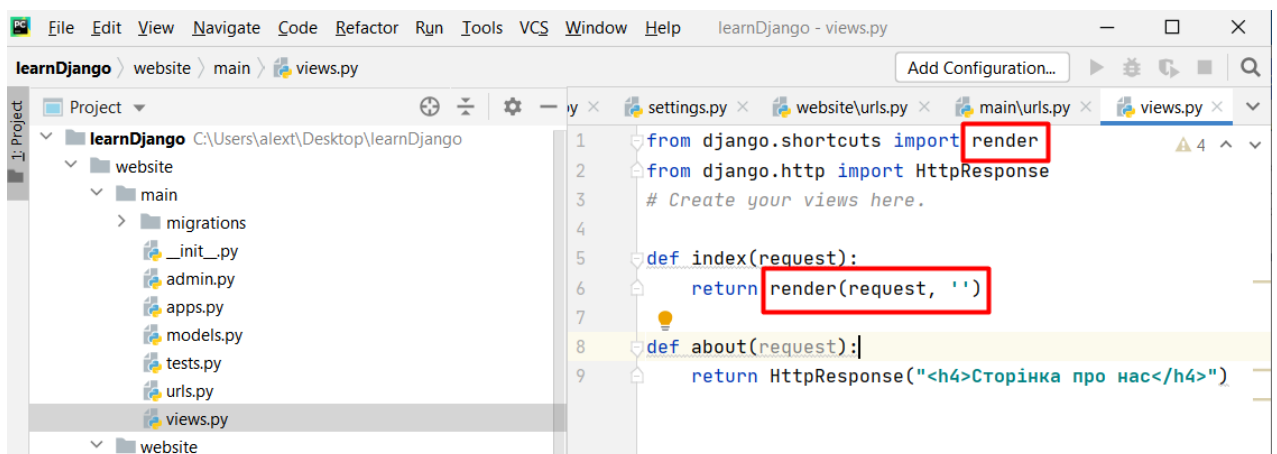 PC File Edit View Navigate Code Refactor Run Tools VCS Window Help learnDjango - views.py
learnDjango website main views.py Add Configuration...
1: Project
Project
learnDjango C:\Users\alext\Desktop\learnDjango
website
main
migrations
__init__.py
admin.py
apps.py
models.py
tests.py
urls.py
views.py
website
y settings.py website\urls.py main\urls.py views.py
1 from django.shortcuts import render 4
2 from django.http import HttpResponse
3 # Create your views here.
4
5 def index(request):
6 return render(request, '')
7
8 def about(request):
9 return HttpResponse("<h4>Сторінка про нас</h4>")